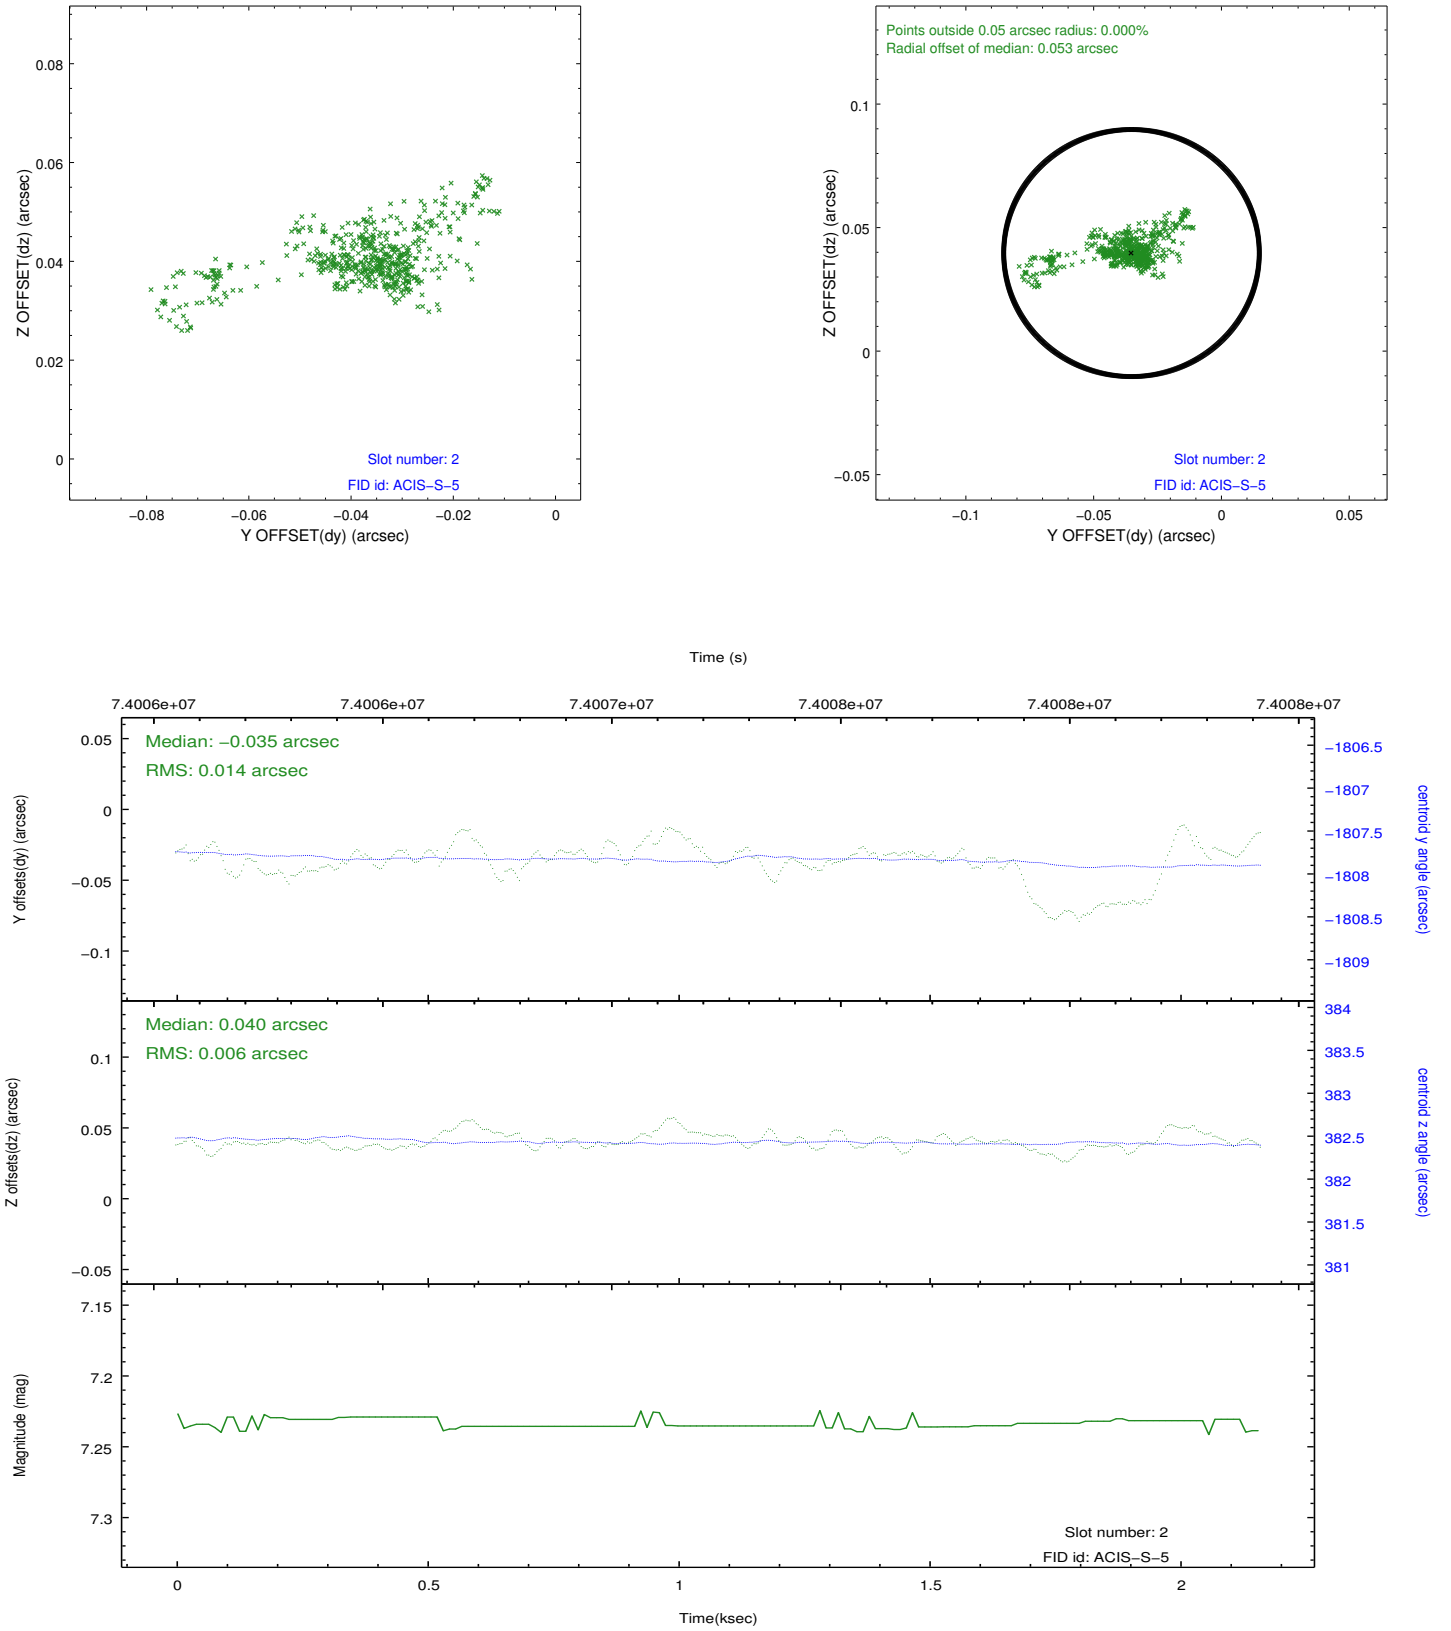 0.08
0.06
0.04
0.02
0
Z OFFSET(dz) (arcsec)
Slot number: 2
FID id: ACIS−S−5
−0.08
−0.06
−0.04
−0.02
0
Y OFFSET(dy) (arcsec)
Points outside 0.05 arcsec radius: 0.000%
Radial offset of median: 0.053 arcsec
0.1
0.05
0
−0.05
Z OFFSET(dz) (arcsec)
Slot number: 2
FID id: ACIS−S−5
−0.1
−0.05
0
0.05
Y OFFSET(dy) (arcsec)
Time (s)
7.4006e+07
7.4006e+07
7.4007e+07
7.4008e+07
7.4008e+07
7.4008e+07
Median: −0.035 arcsec
RMS: 0.014 arcsec
0.05
0
−0.05
−0.1
Y offsets(dy) (arcsec)
−1806.5
−1807
−1807.5
−1808
−1808.5
−1809
centroid y angle (arcsec)
Median: 0.040 arcsec
RMS: 0.006 arcsec
0.1
0.05
0
−0.05
Z offsets(dz) (arcsec)
384
383.5
383
382.5
382
381.5
381
centroid z angle (arcsec)
7.15
7.2
7.25
7.3
Magnitude (mag)
Slot number: 2
FID id: ACIS−S−5
0
0.5
1
1.5
2
Time(ksec)